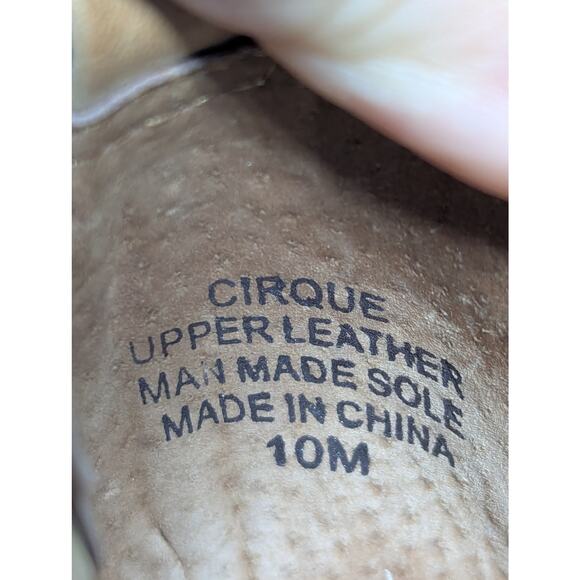 CIRQUE
UPPER LEATHER
MAN MADE SOLE
MADE IN CHINA
10M